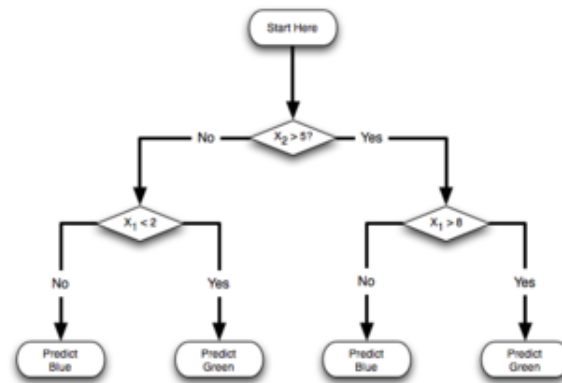 Start Here
X2 > 5?
No
Yes
X1 < 2
X1 > 8
No
Yes
No
Yes
Predict
Blue
Predict
Green
Predict
Blue
Predict
Green